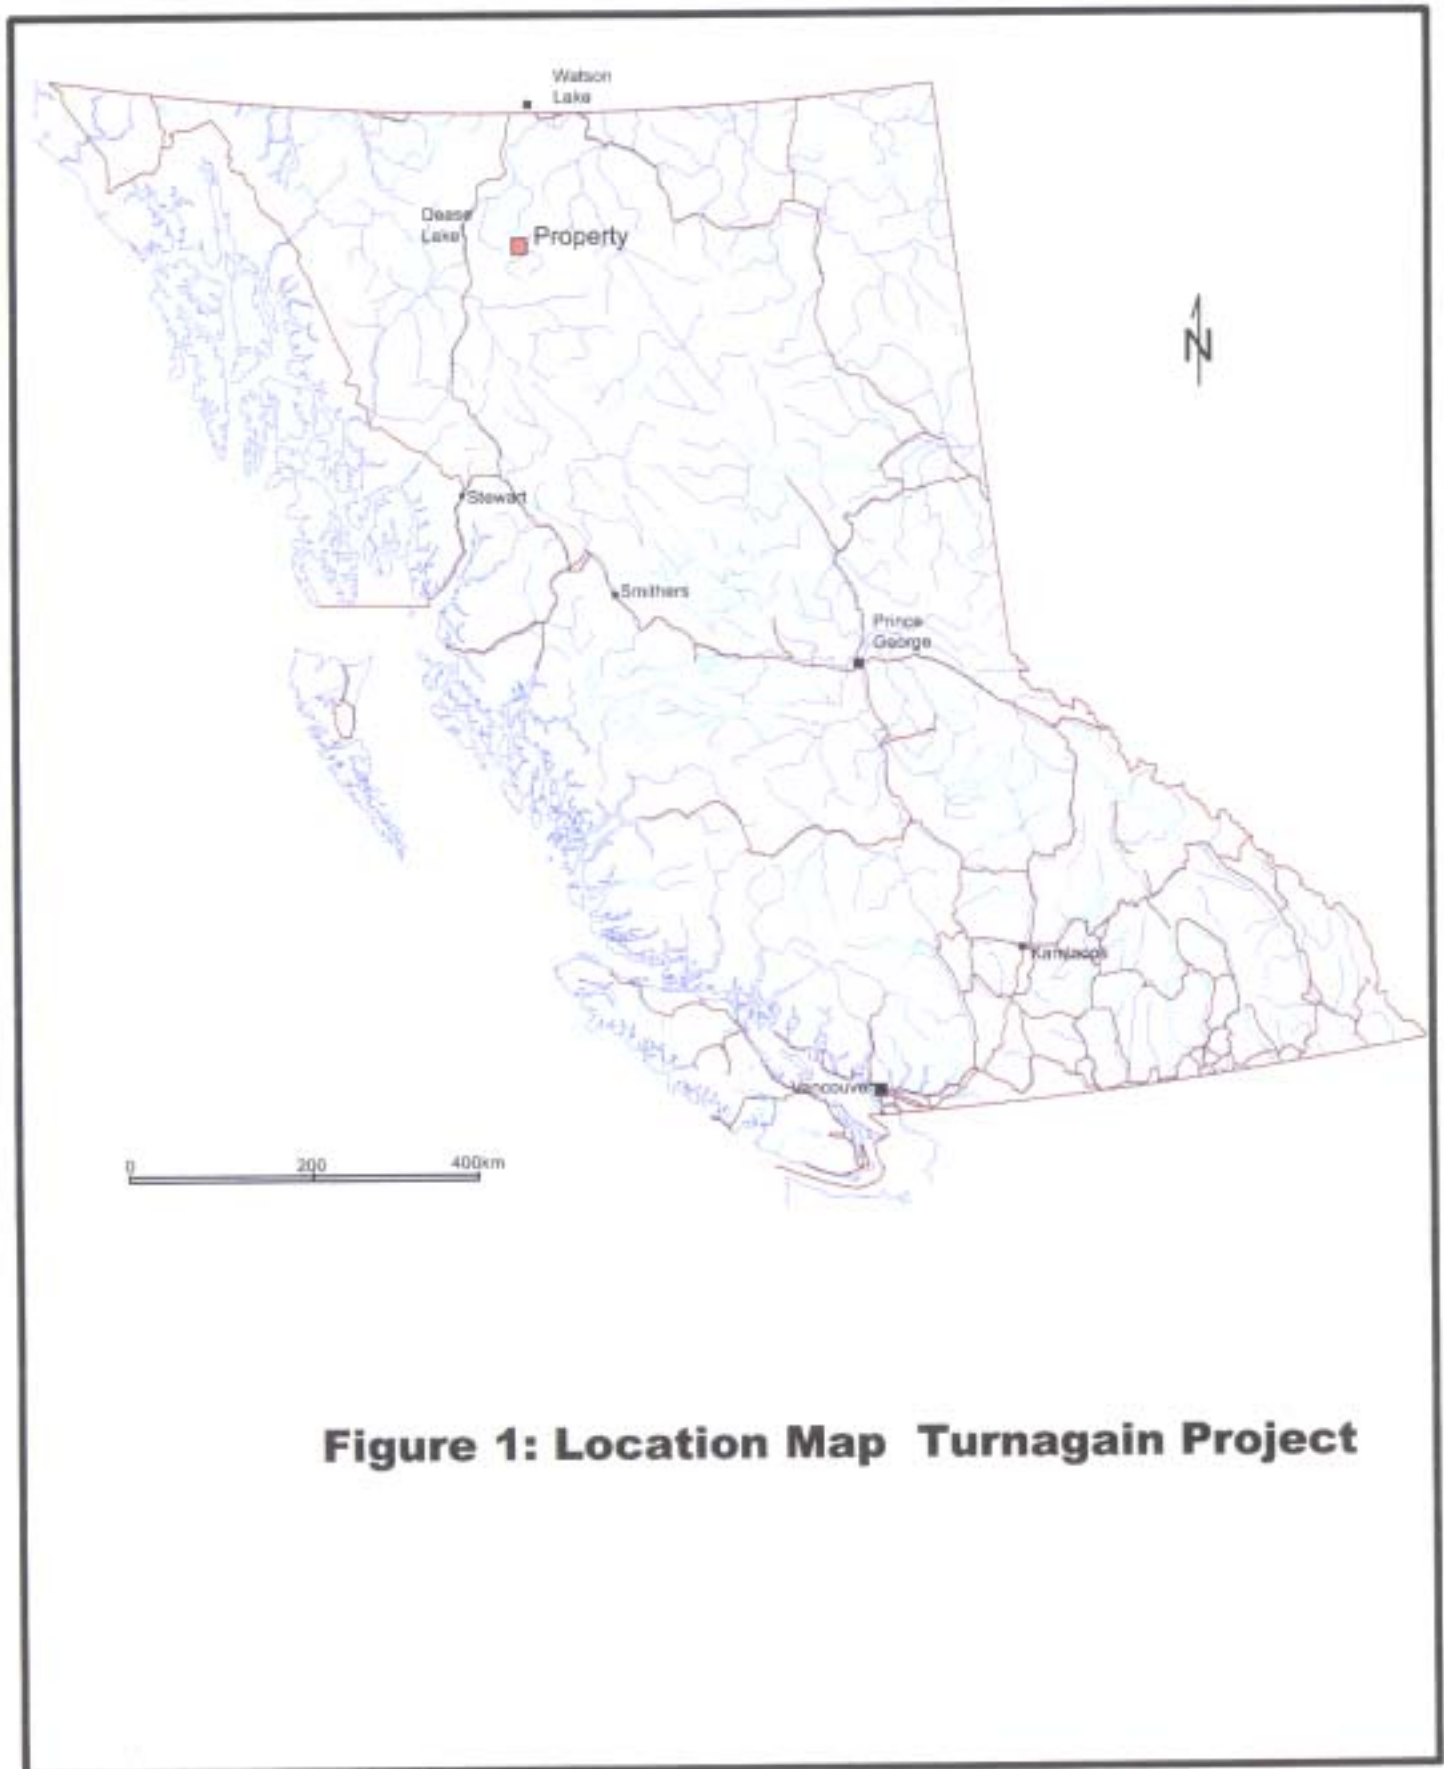 Watson
Lake
Dease
Lake
Property
N
Stewart
Smithers
Prince
George
Kamloops
Vancouver
0 200 400km
Figure 1: Location Map Turnagain Project